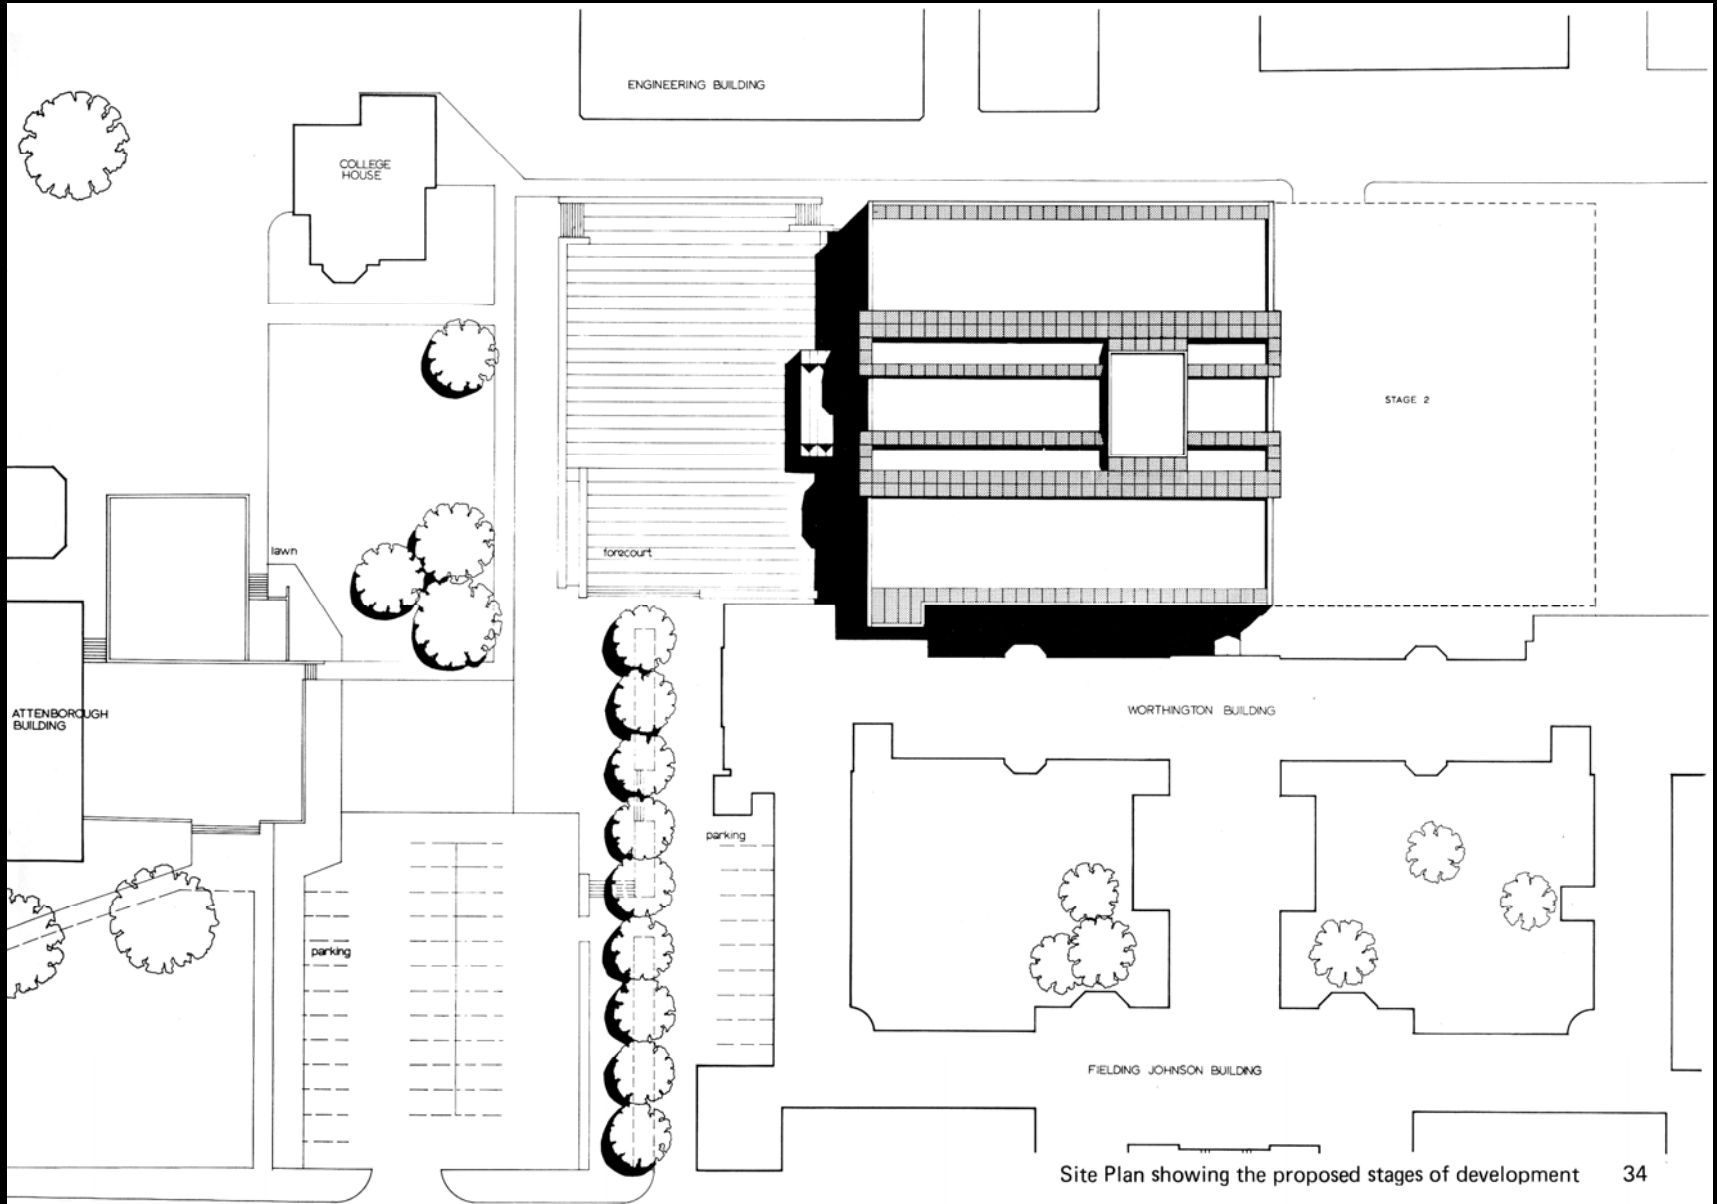 ENGINEERING BUILDING
COLLEGE
HOUSE
STAGE 2
lawn
forecourt
ATTENBOROUGH
BUILDING
WORTHINGTON BUILDING
parking
parking
FIELDING JOHNSON BUILDING
Site Plan showing the proposed stages of development 34